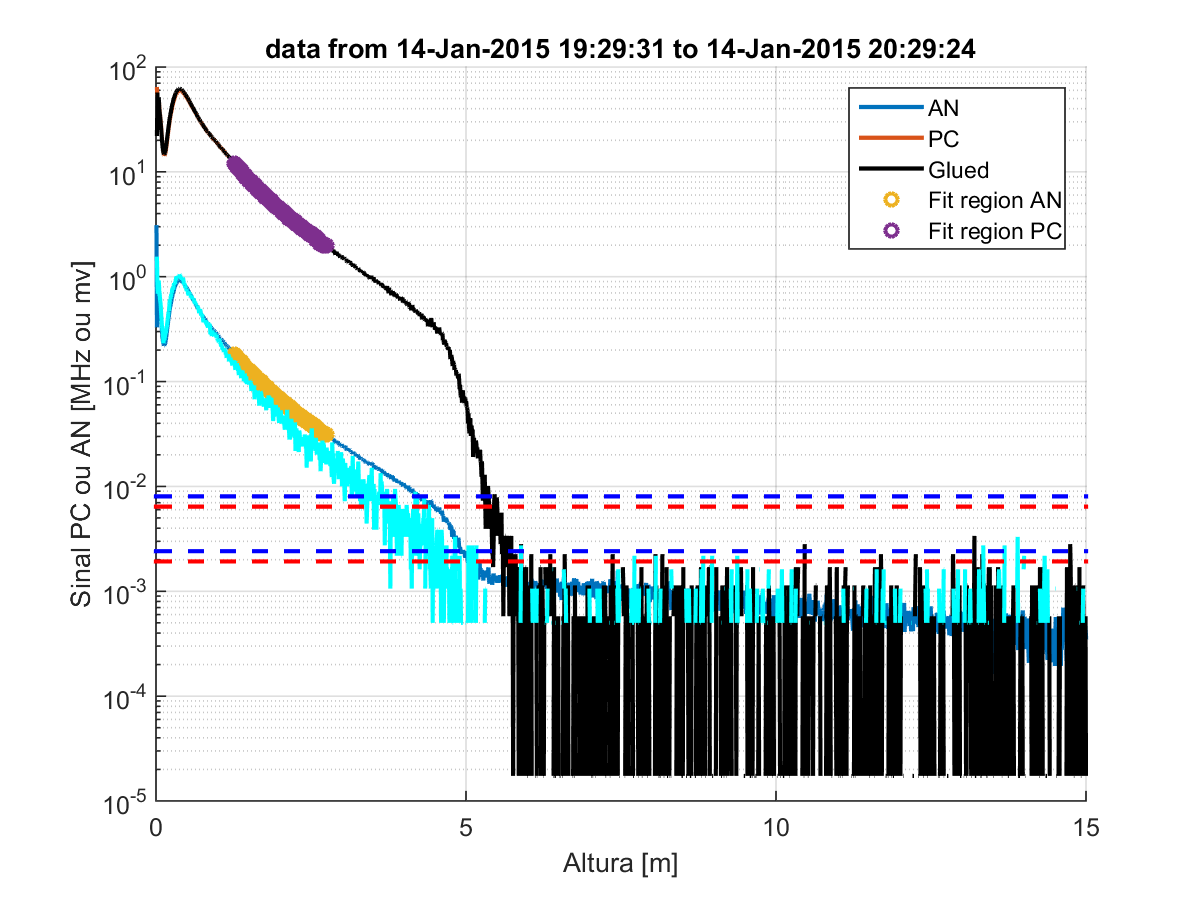 data from 14-Jan-2015 19:29:31 to 14-Jan-2015 20:29:24
Sinal PC ou AN [MHz ou mv]
10^2
10^1
10^0
10^-1
10^-2
10^-3
10^-4
10^-5
AN
PC
Glued
Fit region AN
Fit region PC
0 5 10 15
Altura [m]